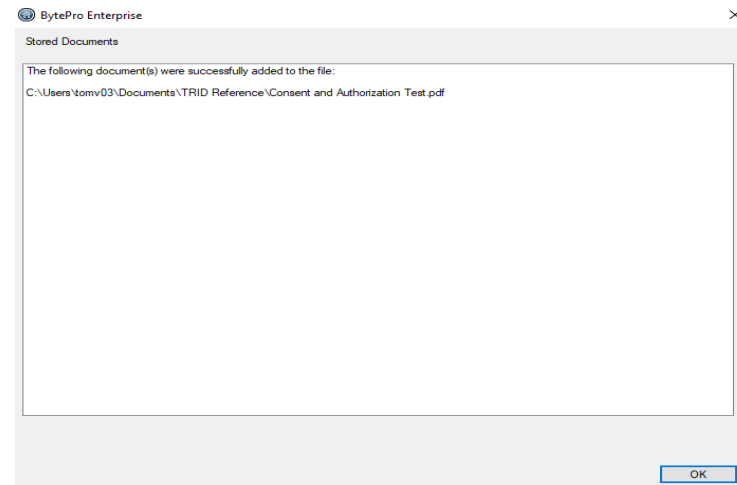 BytePro Enterprise
Stored Documents
The following document(s) were successfully added to the file:
C:\Users\tomv03\Documents\TRID Reference\Consent and Authorization Test.pdf
OK